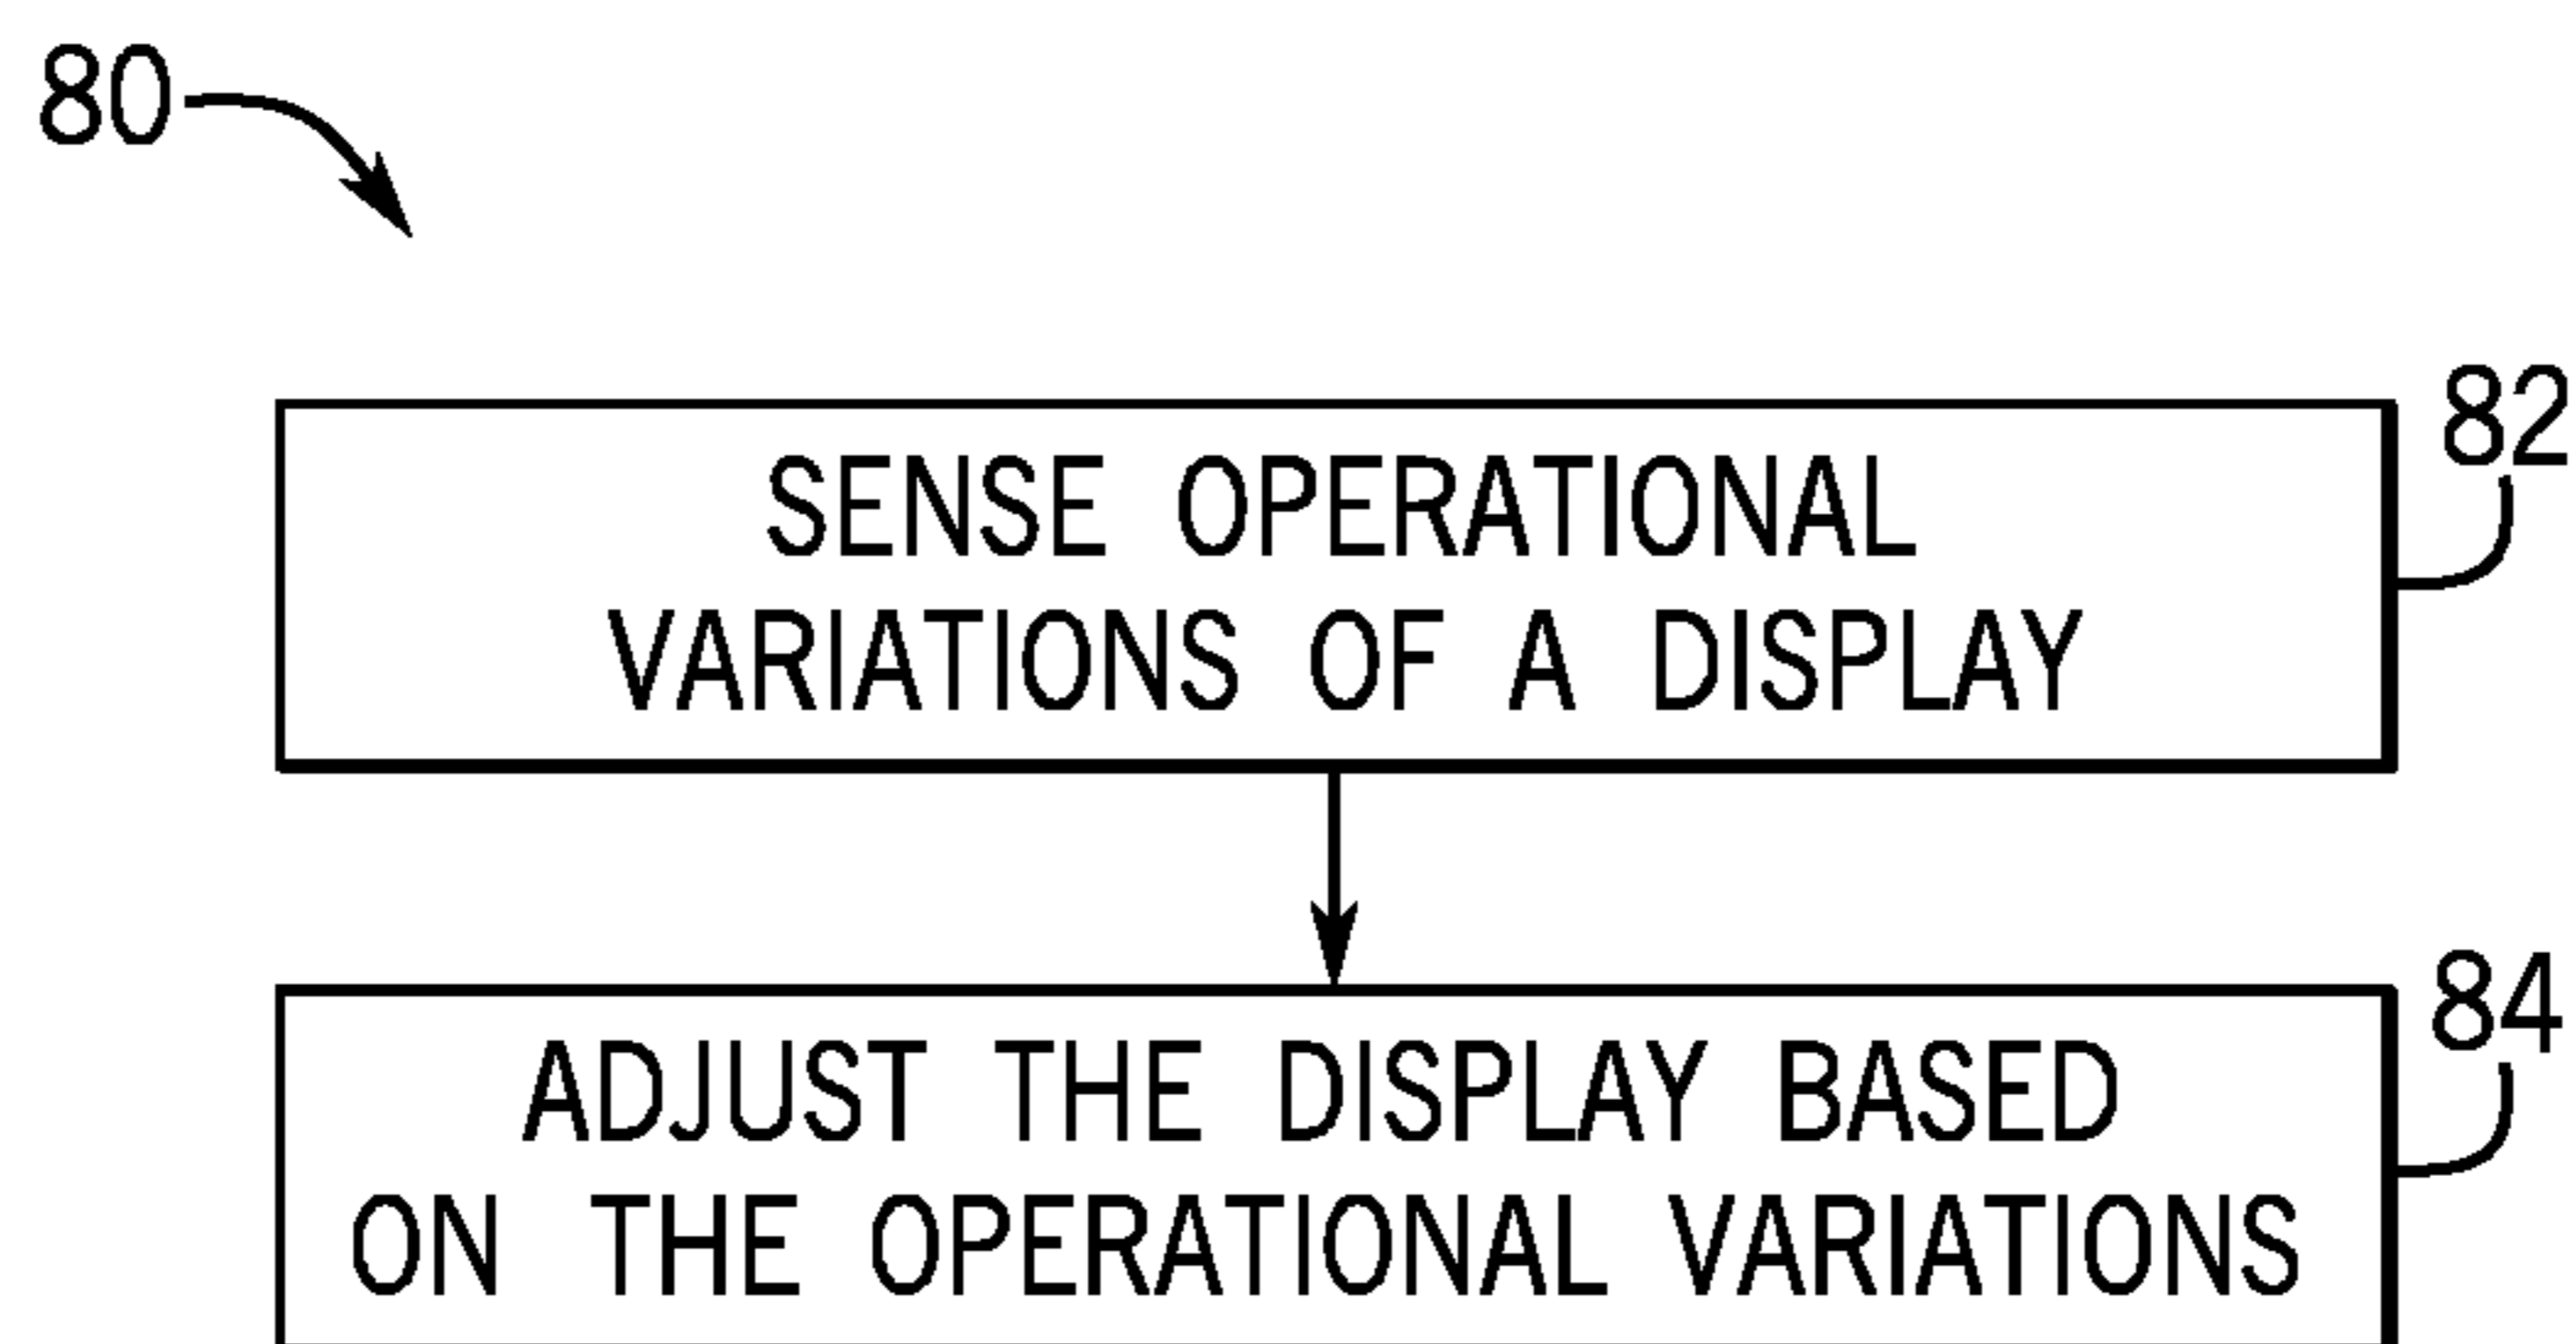 80
82
SENSE OPERATIONAL
VARIATIONS OF A DISPLAY
84
ADJUST THE DISPLAY BASED
ON THE OPERATIONAL VARIATIONS